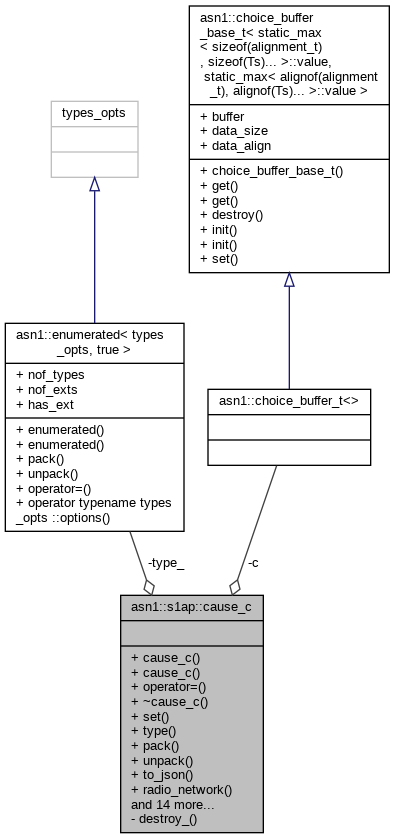 asn1::choice_buffer
_base_t< static_max
< sizeof(alignment_t)
, sizeof(Ts)... >::value,
static_max< alignof(alignment
_t), alignof(Ts)... >::value >
+ buffer
+ data_size
+ data_align
+ choice_buffer_base_t()
+ get()
+ get()
+ destroy()
+ init()
+ init()
+ set()
types_opts
asn1::enumerated< types
_opts, true >
+ nof_types
+ nof_exts
+ has_ext
+ enumerated()
+ enumerated()
+ pack()
+ unpack()
+ operator=()
+ operator typename types
_opts ::options()
asn1::choice_buffer_t<>
-type_
-c
asn1::s1ap::cause_c
+ cause_c()
+ cause_c()
+ operator=()
+ ~cause_c()
+ set()
+ type()
+ pack()
+ unpack()
+ to_json()
+ radio_network()
and 14 more...
- destroy_()